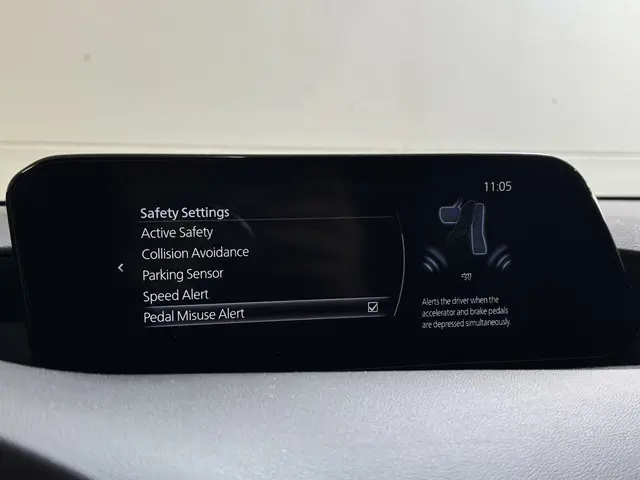 11:05
Safety Settings
Active Safety
Collision Avoidance
Parking Sensor
Speed Alert
Pedal Misuse Alert
Alerts the driver when the
accelerator and brake pedals
are depressed simultaneously.